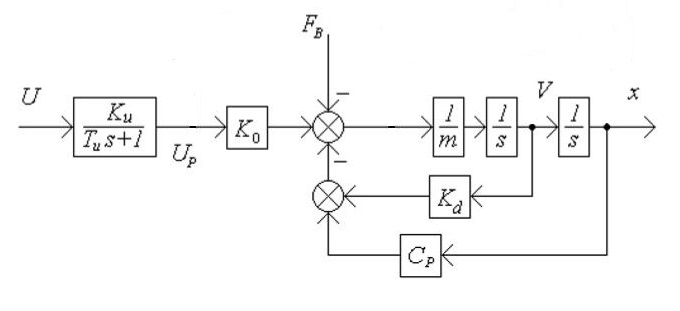 F_B
−
U
K_u
T_u s+1
U_P
K_0
1
m
1
s
V
1
s
x
−
K_d
C_P